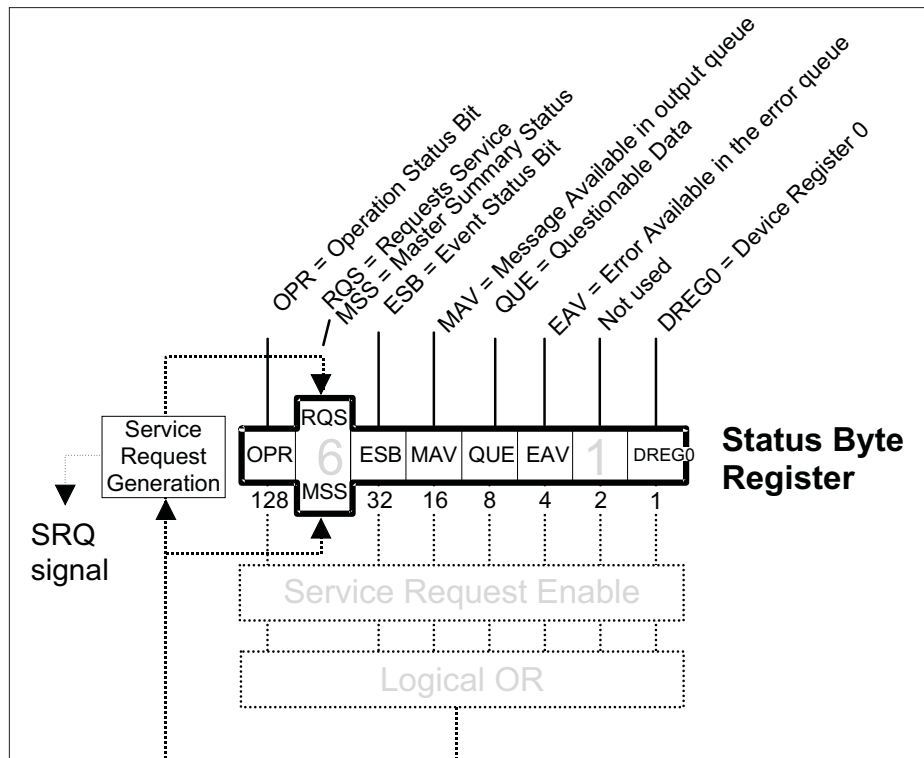 OPR = Operation Status Bit
RQS = Requests Service
MSS = Master Summary Status
ESB = Event Status Bit
MAV = Message Available in output queue
QUE = Questionable Data
EAV = Error Available in the error queue
Not used
DREG0 = Device Register 0
Service
Request
Generation
SRQ
signal
RQS
OPR 6 ESB MAV QUE EAV 1 DREG0
MSS
128 32 16 8 4 2 1
Status Byte
Register
Service Request Enable
Logical OR